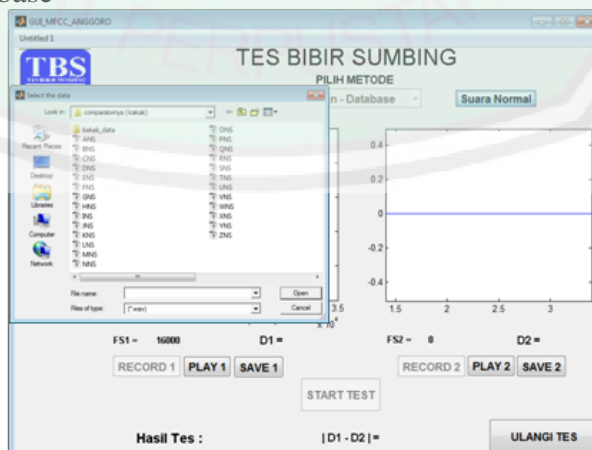 GUI_MFCC_ANGGORO
Untitled 1
TBS
TES BIBIR SUMBING
PILIH METODE
n - Database
Suara Normal
Select the data
Look in: comparatornya (kakak)
Recent Places
Desktop
Libraries
Computer
Network
kakak_data
ANS
BNS
CNS
DNS
ENS
FNS
GNS
HNS
INS
JNS
KNS
LNS
MNS
NNS
ONS
PNS
QNS
RNS
SNS
TNS
UNS
VNS
WNS
XNS
YNS
ZNS
File name:
Open
Files of type: (*.wav)
Cancel
0.4
0.2
0
-0.2
-0.4
3.5
x 10^4
1.5 2 2.5 3
FS1 = 16000 D1 = FS2 = 0 D2 =
RECORD 1 PLAY 1 SAVE 1 RECORD 2 PLAY 2 SAVE 2
START TEST
Hasil Tes : | D1 - D2 | = ULANGI TES